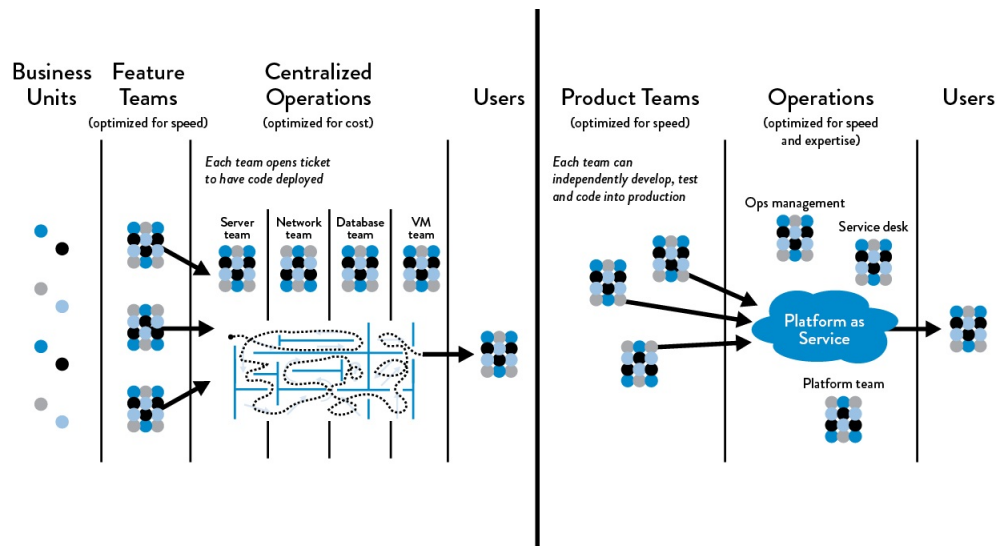 Business
Units
Feature
Teams
(optimized for speed)
Centralized
Operations
(optimized for cost)
Users
Each team opens ticket
to have code deployed
Server
team
Network
team
Database
team
VM
team
Product Teams
(optimized for speed)
Operations
(optimized for speed
and expertise)
Users
Each team can
independently develop, test
and code into production
Ops management
Service desk
Platform as
Service
Platform team